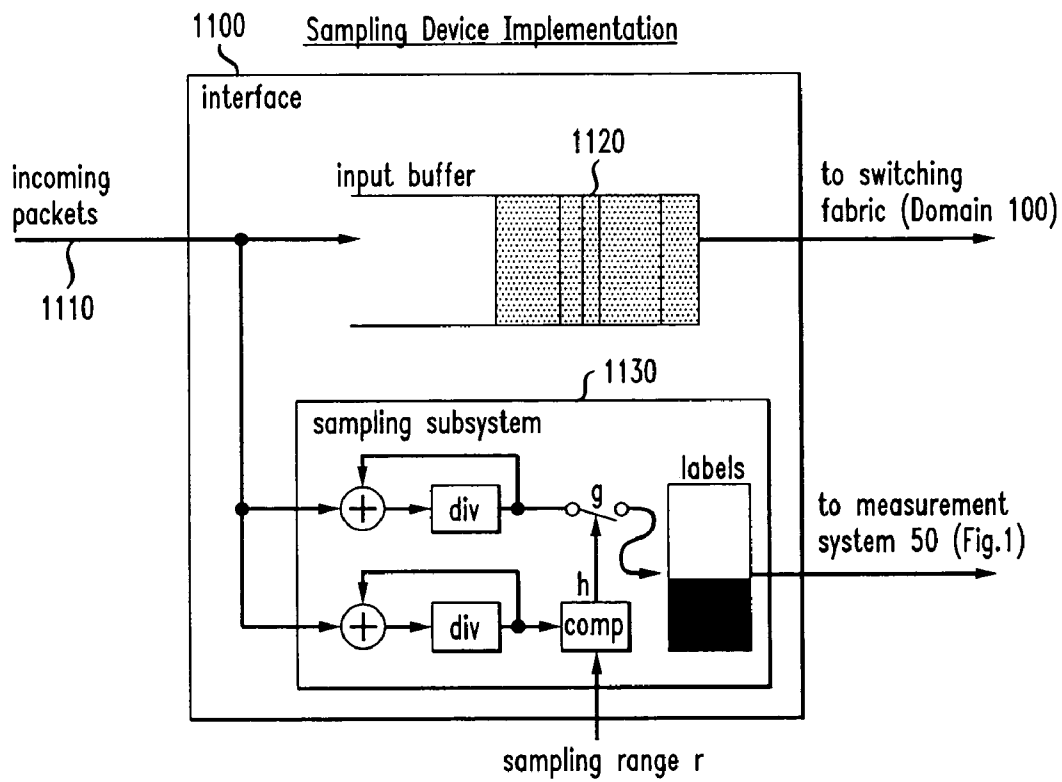 Sampling Device Implementation
1100
interface
incoming
packets
1110
input buffer
1120
to switching
fabric (Domain 100)
1130
sampling subsystem
+
div
g
labels
to measurement
system 50 (Fig.1)
+
div
h
comp
sampling range r